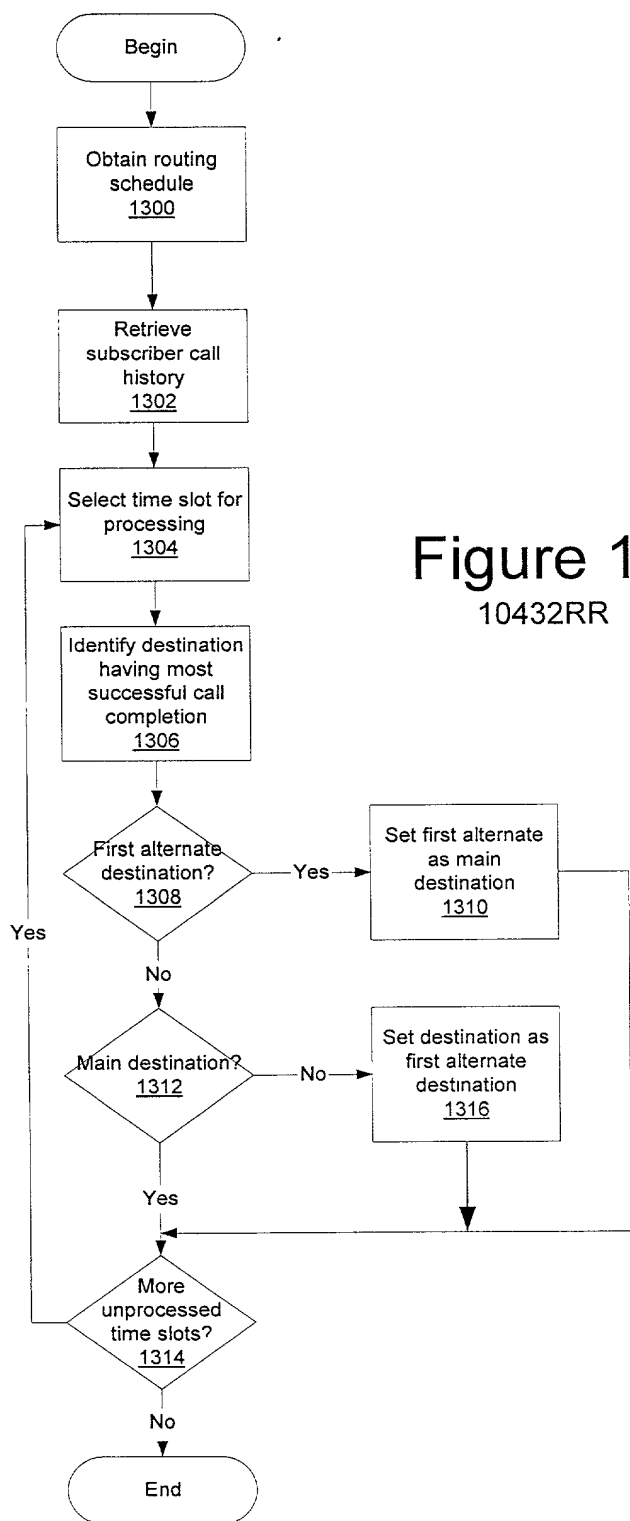 Begin
Obtain routing
schedule
1300
Retrieve
subscriber call
history
1302
Select time slot for
processing
1304
Figure 1
10432RR
Identify destination
having most
successful call
completion
1306
First alternate
destination?
1308
Yes
Set first alternate
as main
destination
1310
Yes
No
Main destination?
1312
No
Set destination as
first alternate
destination
1316
Yes
More
unprocessed
time slots?
1314
No
End